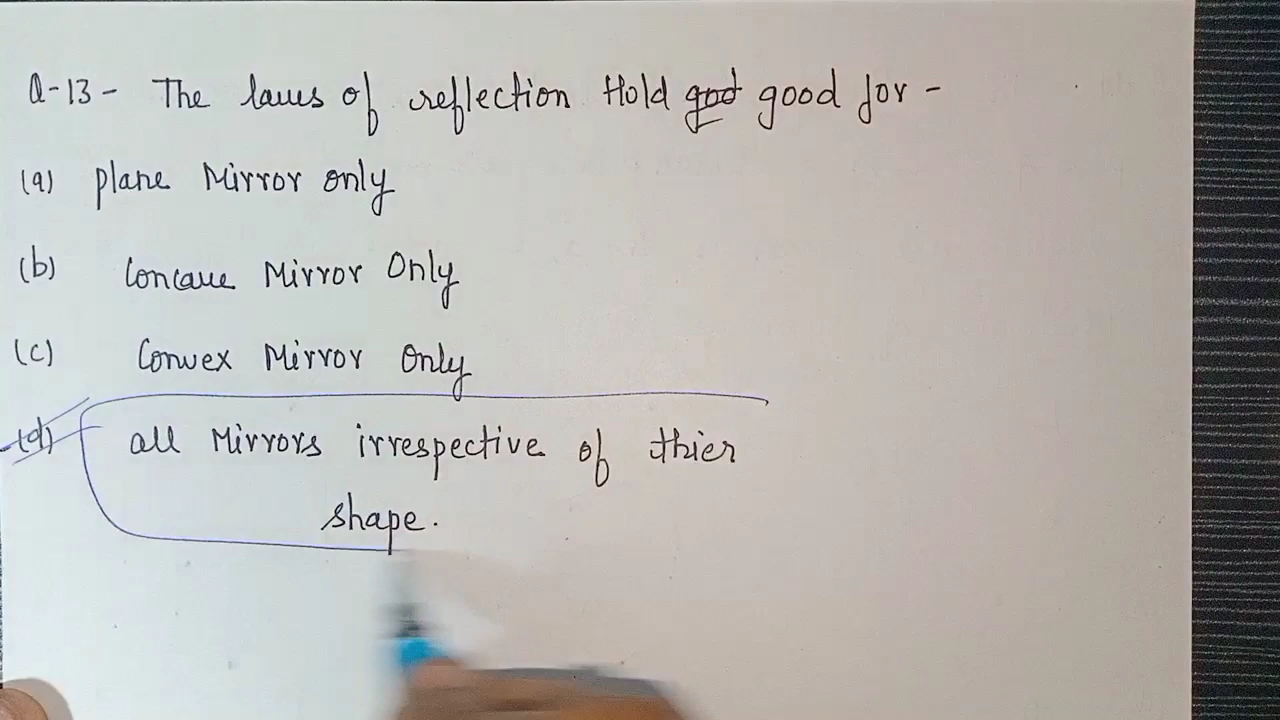 Q-13- The laws of reflection Hold god good for -
(a) plane Mirror only
(b) Concave Mirror Only
(c) Convex Mirror Only
(d) all Mirrors irrespective of thier
shape.